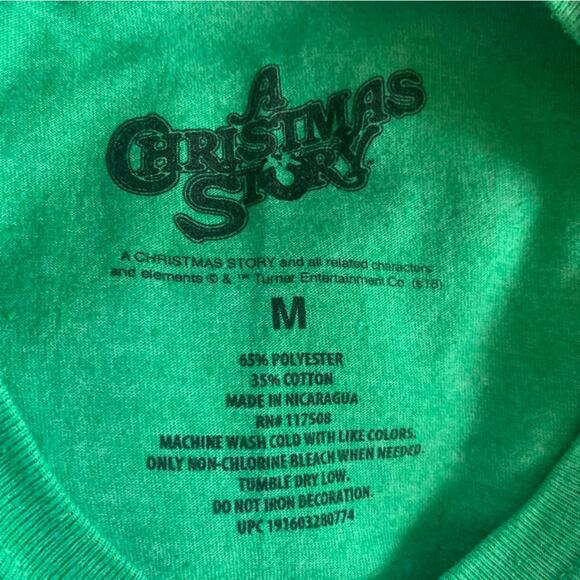 A
CHRISTMAS
STORY™
A CHRISTMAS STORY and all related characters
and elements © & ™ Turner Entertainment Co. (s18)
M
65% POLYESTER
35% COTTON
MADE IN NICARAGUA
RN# 117508
MACHINE WASH COLD WITH LIKE COLORS.
ONLY NON-CHLORINE BLEACH WHEN NEEDED.
TUMBLE DRY LOW.
DO NOT IRON DECORATION.
UPC 191603280774